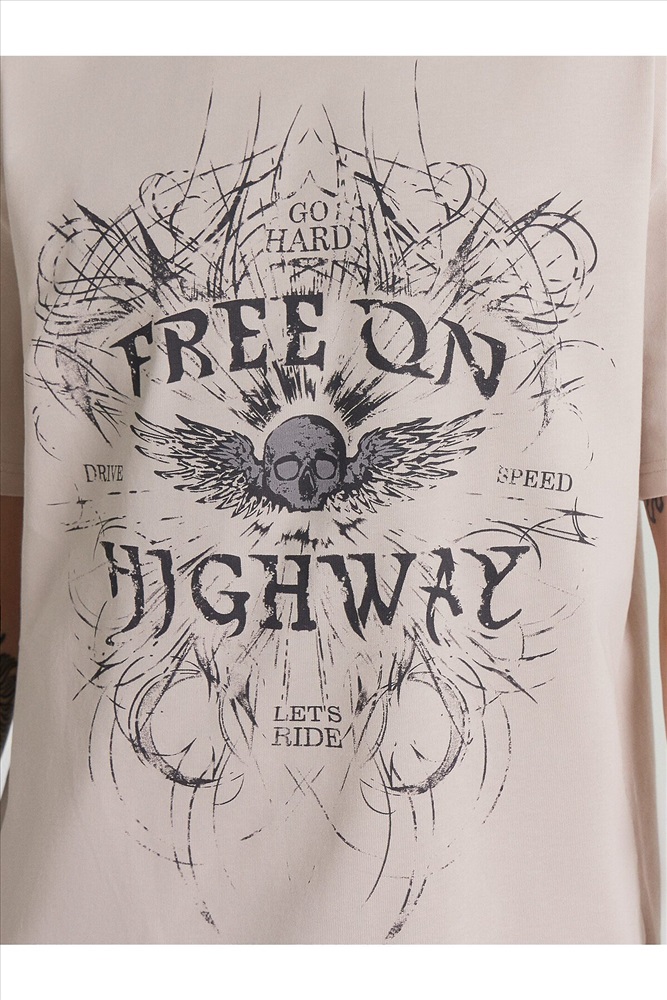 GO
HARD
FREE ON
DRIVE
SPEED
HIGHWAY
LET'S
RIDE